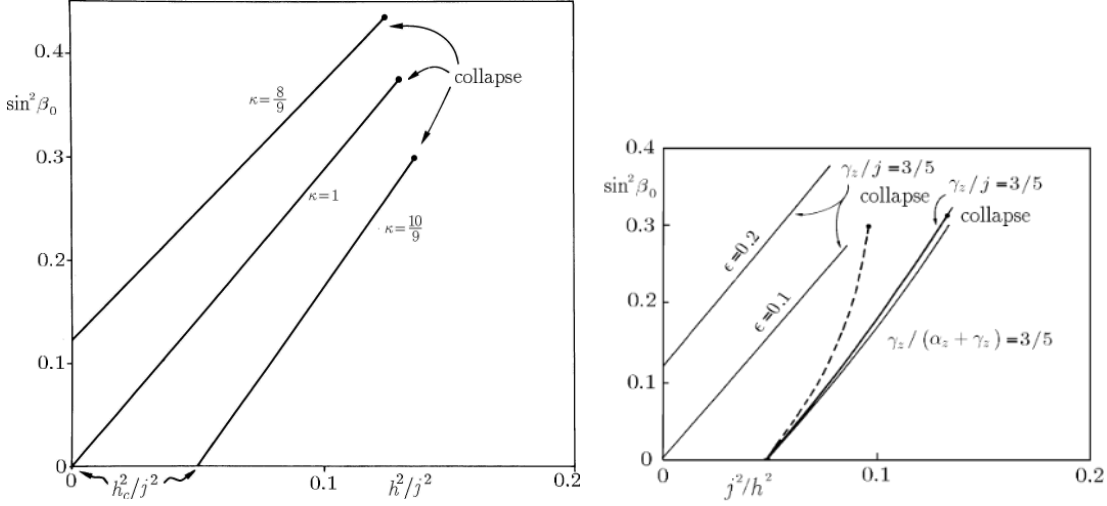 0.4
sin²β₀
κ=8/9
collapse
0.3
κ=1
κ=10/9
0.2
0.1
0
h_c²/j²
0.1
h²/j²
0.2
0.4
sin²β₀
γ_z/j=3/5
γ_z/j=3/5
collapse
collapse
0.3
ϵ=0.2
0.2
ϵ=0.1
γ_z/(α_z+γ_z)=3/5
0.1
0
0
0.1
0.2
j²/h²